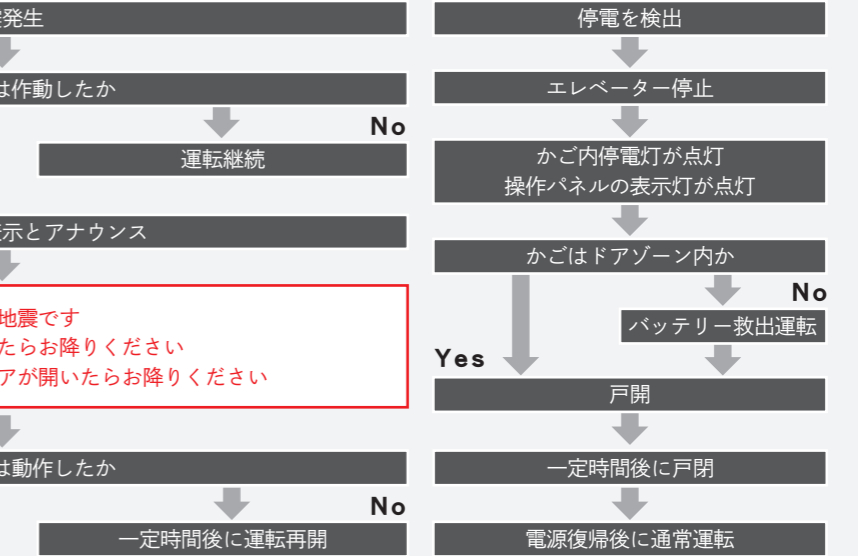 発生
は作動したか
No
運転継続
示とアナウンス
地震です
たらお降りください
アが開いたらお降りください
は動作したか
No
一定時間後に運転再開
停電を検出
エレベーター停止
かご内停電灯が点灯
操作パネルの表示灯が点灯
かごはドアゾーン内か
No
バッテリー救出運転
Yes
戸開
一定時間後に戸閉
電源復帰後に通常運転